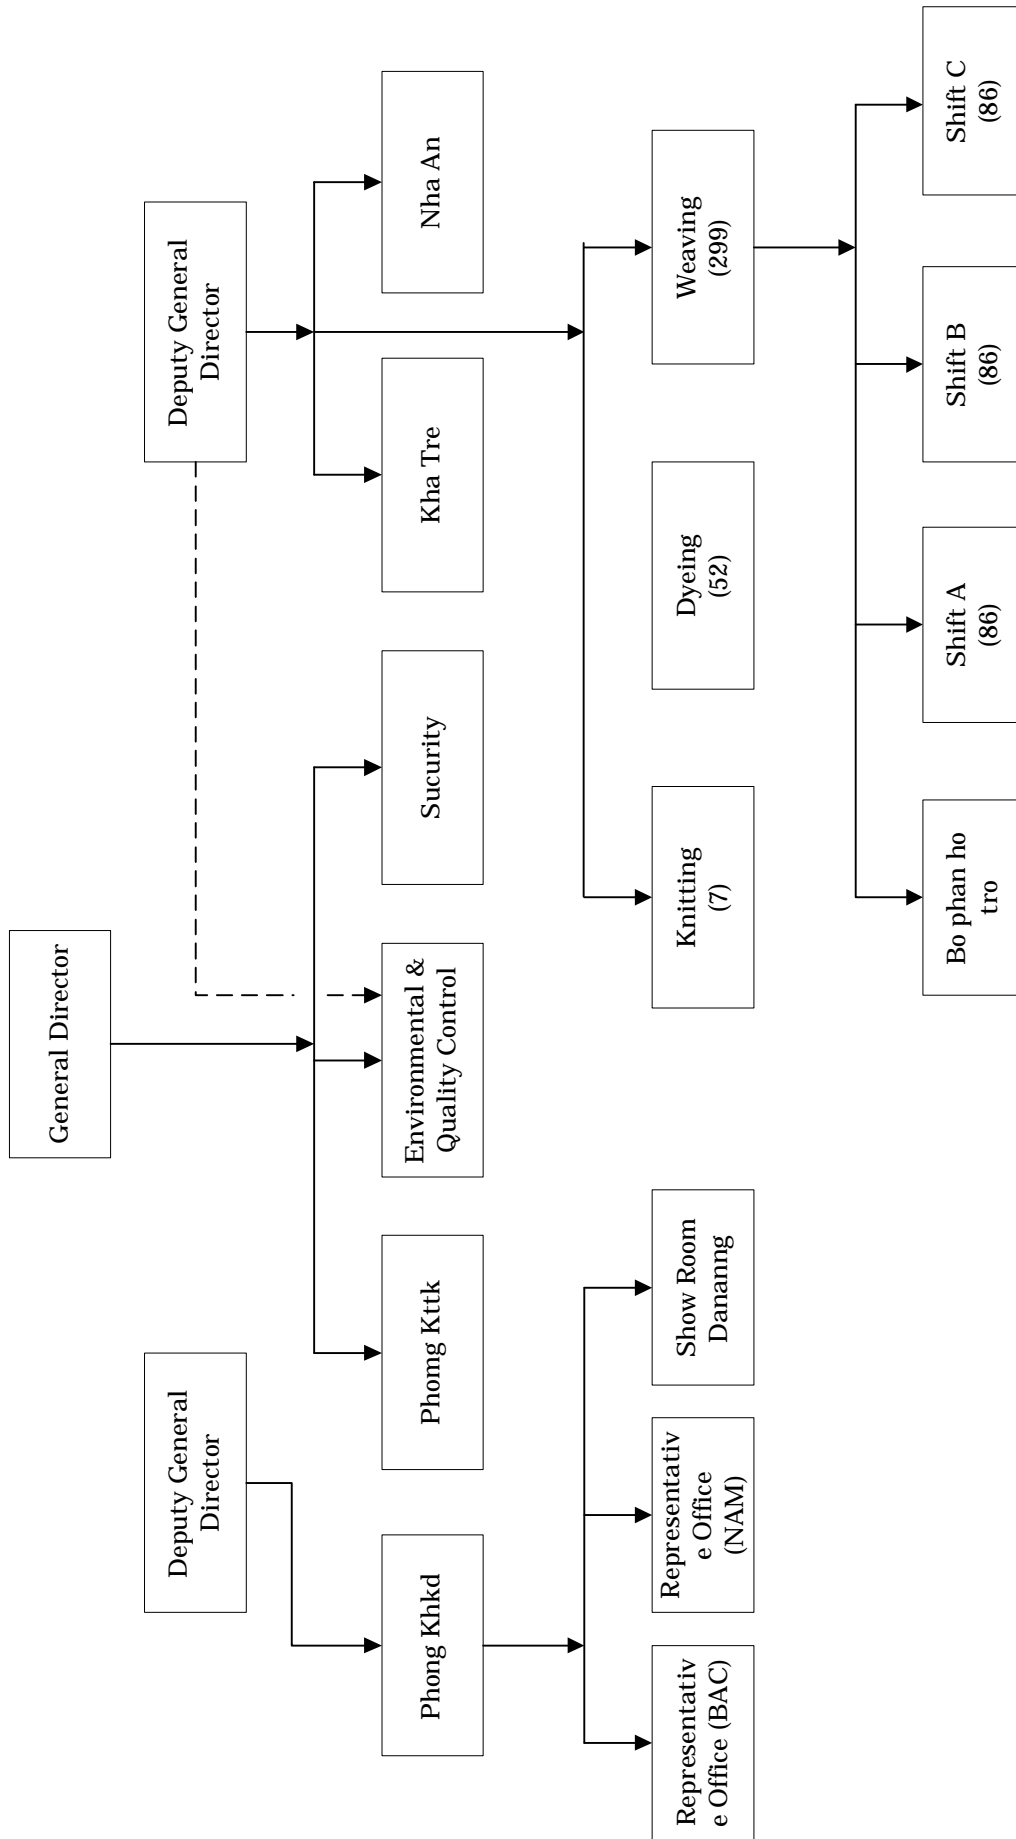 General Director
Deputy General
Director
Deputy General
Director
Phong Khkd
Phomg Kttk
Environmental &
Quality Control
Sucurity
Kha Tre
Nha An
Representativ
e Office (BAC)
Representativ
e Office
(NAM)
Show Room
Dananng
Knitting
(7)
Dyeing
(52)
Weaving
(299)
Bo phan ho
tro
Shift A
(86)
Shift B
(86)
Shift C
(86)